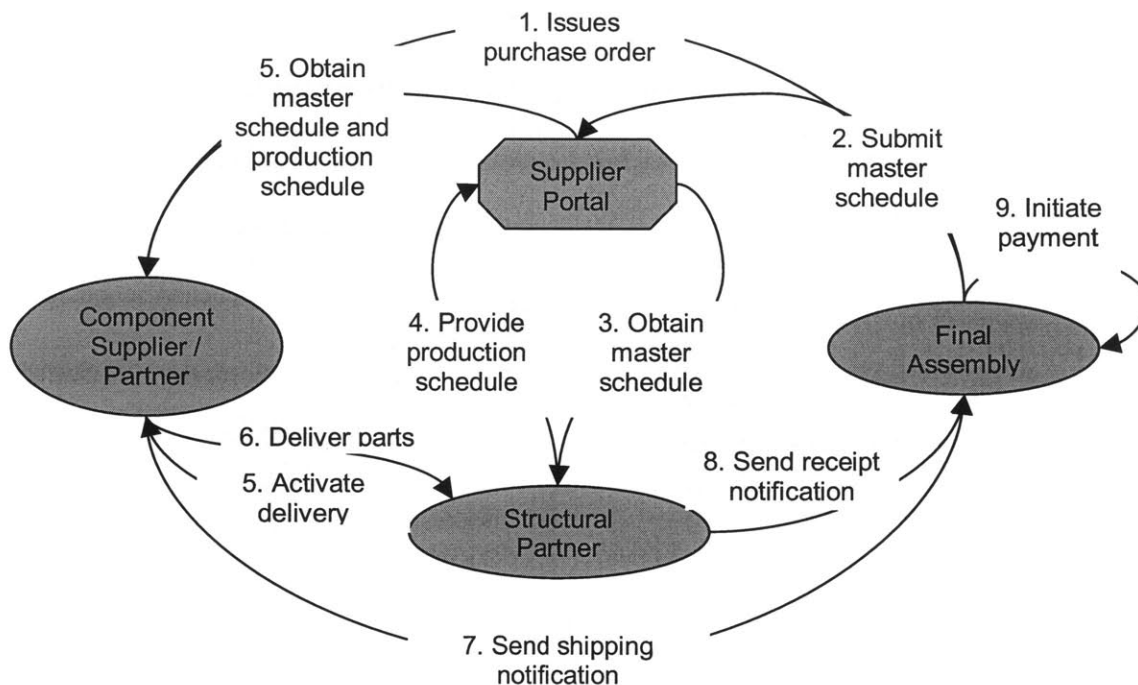 1. Issues
purchase order
5. Obtain
master
schedule and
production
schedule
2. Submit
master
schedule
Supplier
Portal
9. Initiate
payment
Component
Supplier /
Partner
4. Provide
production
schedule
3. Obtain
master
schedule
Final
Assembly
6. Deliver parts
5. Activate
delivery
8. Send receipt
notification
Structural
Partner
7. Send shipping
notification